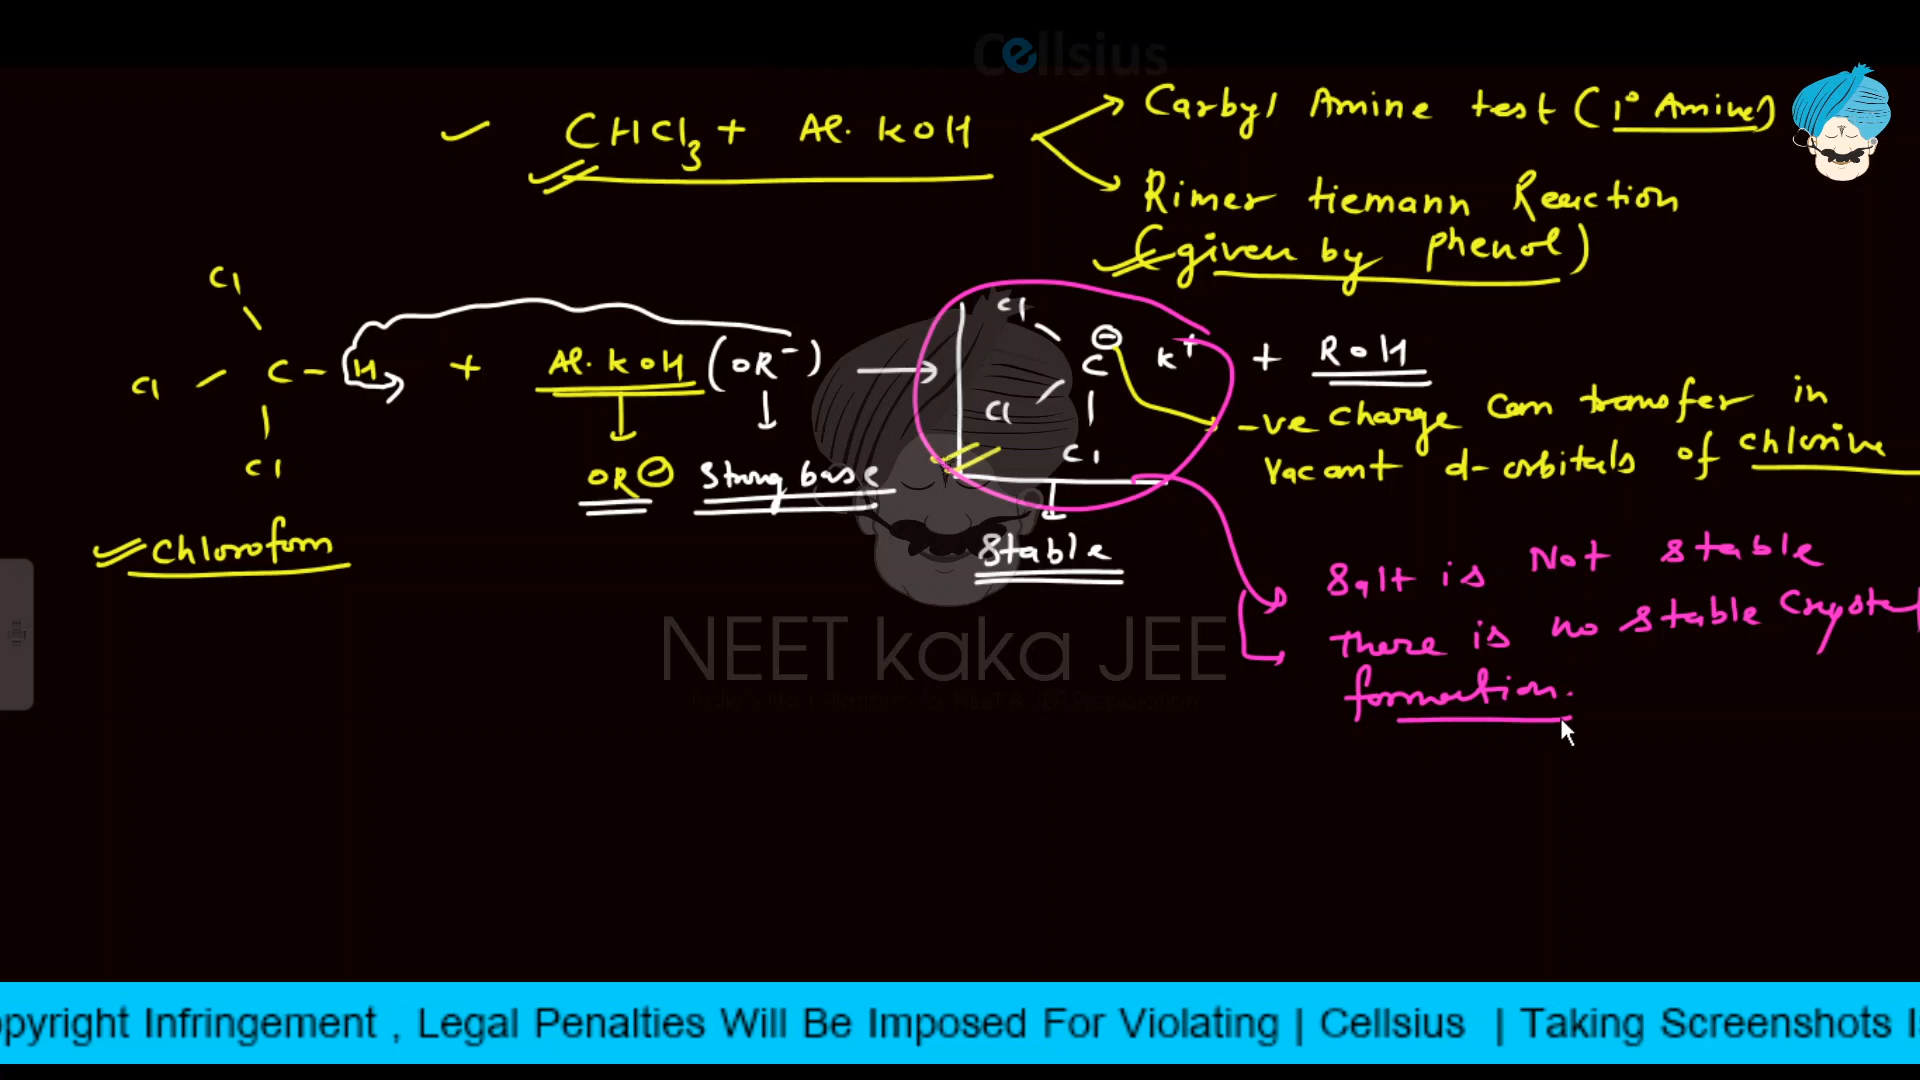 Cellsius
CHCl3 + Al. KOH
Carbyl Amine test (1° Amine)
Rimer tiemann Reaction
(given by phenol)
Cl
Cl - C - H + Al. KOH (OR⁻) → Cl C⊖ K⁺ + ROH
Cl Cl
Cl Cl
OR⊖ Strong base
-ve charge can transfer in
vacant d-orbitals of chlorine
Chloroform
Stable
Salt is Not stable
There is no stable Crystal
formation.
NEET kaka JEE
opyright Infringement , Legal Penalties Will Be Imposed For Violating | Cellsius | Taking Screenshots I